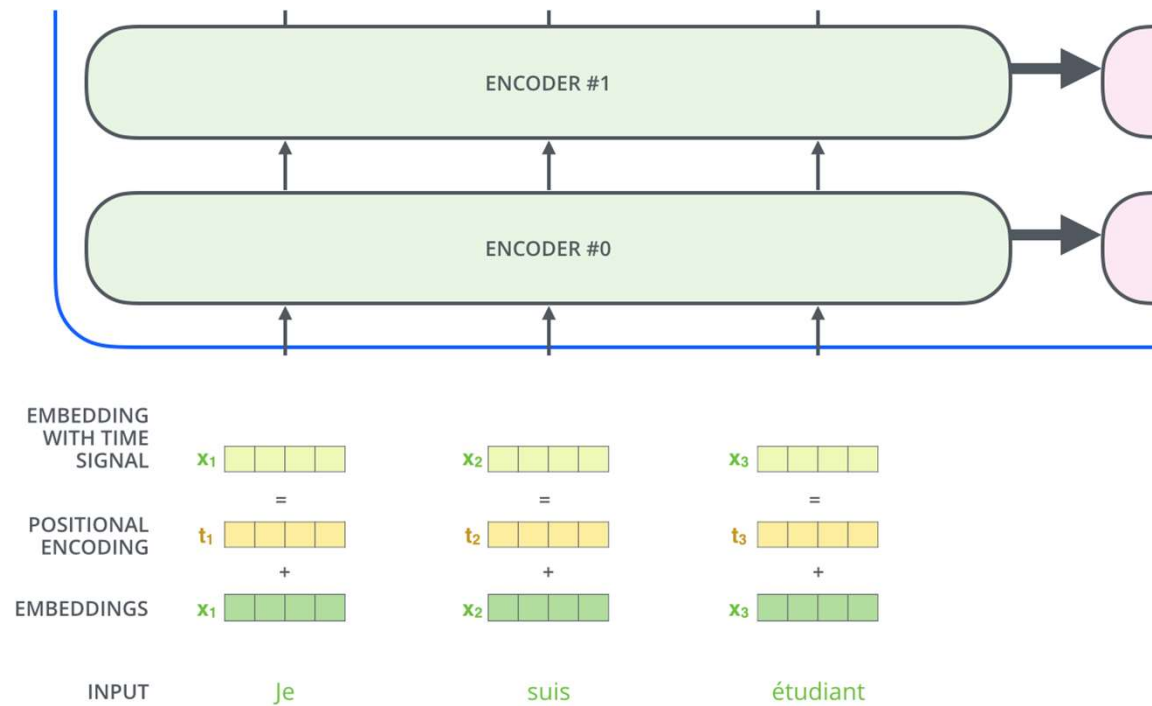 ENCODER #1
ENCODER #0
EMBEDDING
WITH TIME
SIGNAL
x₁ x₂ x₃
= = =
POSITIONAL
ENCODING
t₁ t₂ t₃
+ + +
EMBEDDINGS x₁ x₂ x₃
INPUT Je suis étudiant